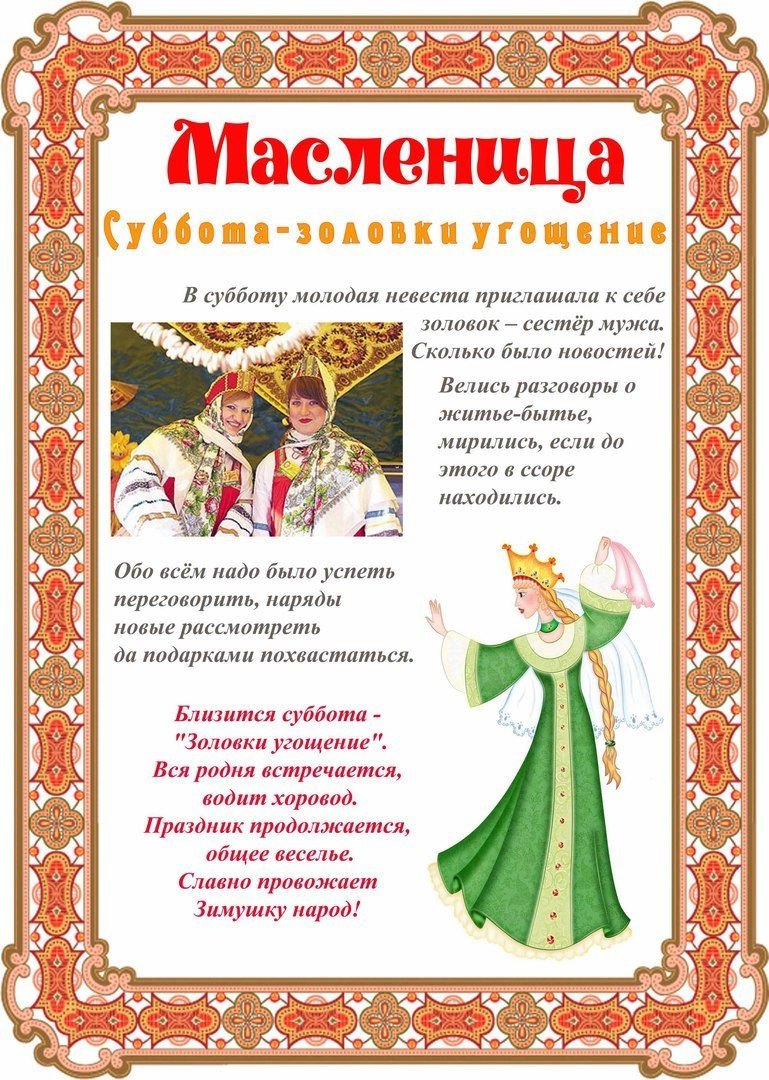 Масленица
Суббота-золовки угощение
В субботу молодая невеста приглашала к себе
золовок – сестёр мужа.
Сколько было новостей!
Велись разговоры о
житье-бытье,
мирились, если до
этого в ссоре
находились.
Обо всём надо было успеть
переговорить, наряды
новые рассмотреть
да подарками похвастаться.
Близится суббота -
"Золовки угощение".
Вся родня встречается,
водит хоровод.
Праздник продолжается,
общее веселье.
Славно провожает
Зимушку народ!